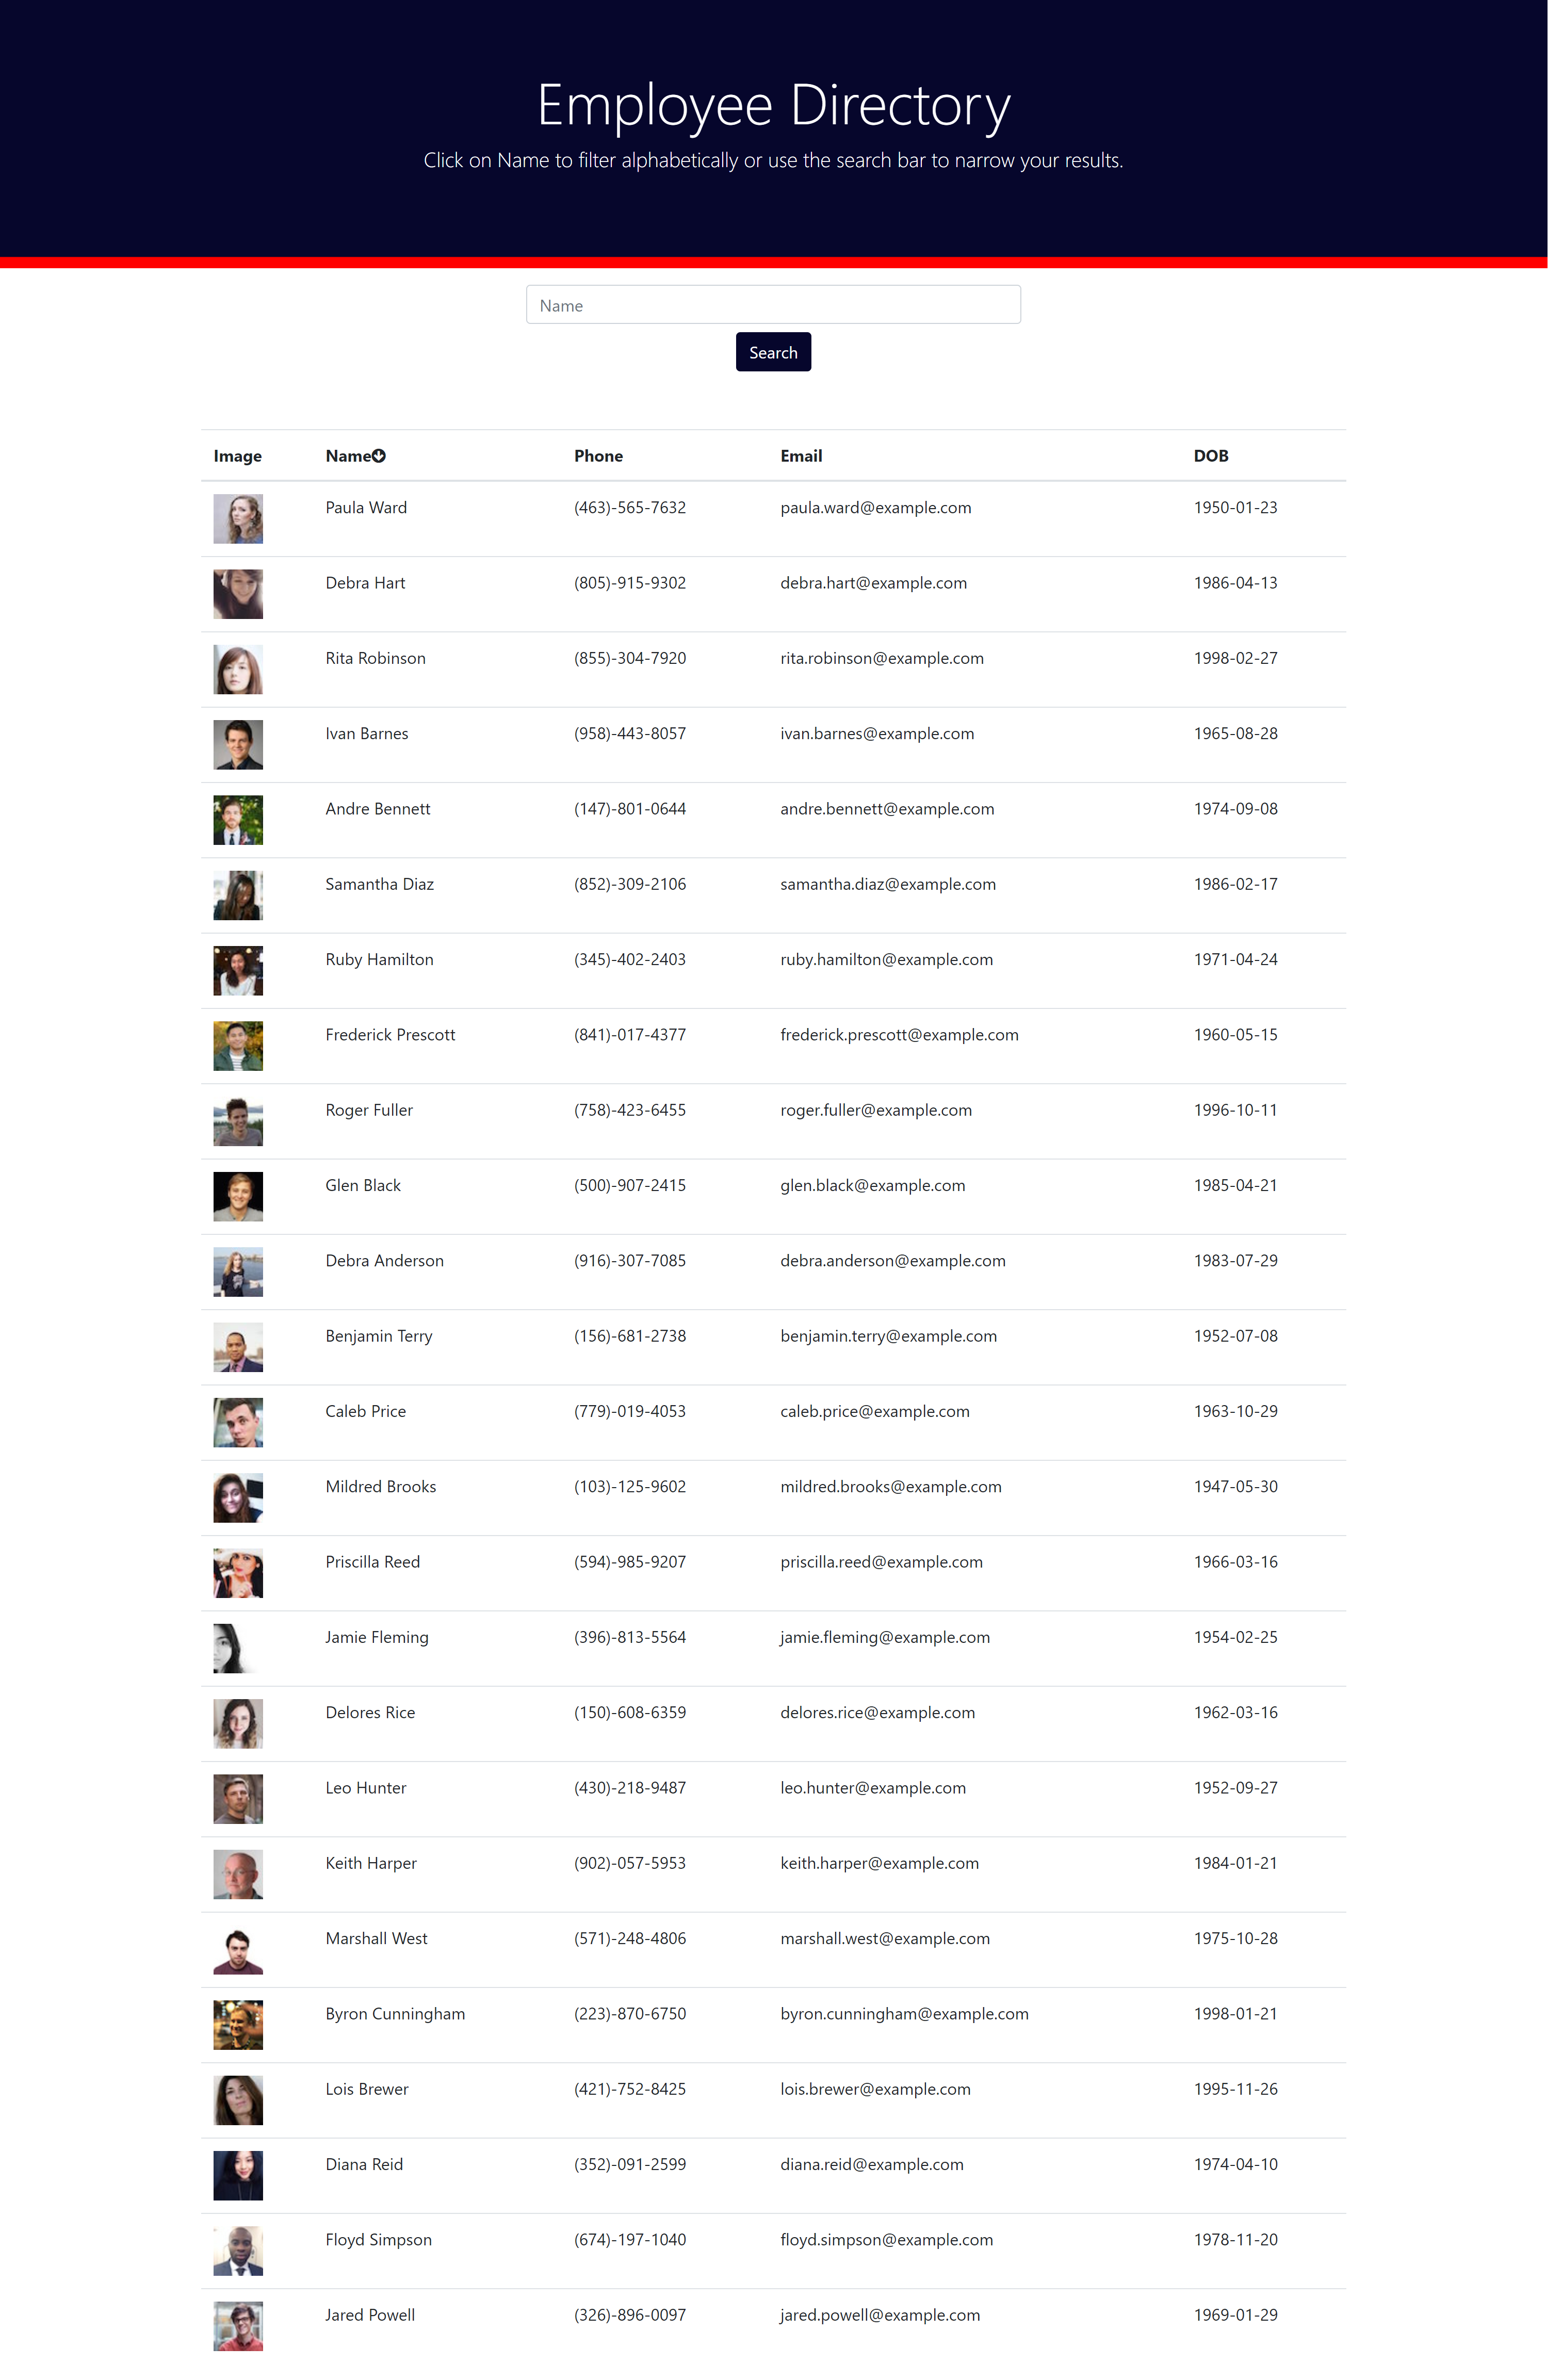 Employee Directory
Click on Name to filter alphabetically or use the search bar to narrow your results.
Name
Search
Image Name Phone Email DOB
Paula Ward (463)-565-7632 paula.ward@example.com 1950-01-23
Debra Hart (805)-915-9302 debra.hart@example.com 1986-04-13
Rita Robinson (855)-304-7920 rita.robinson@example.com 1998-02-27
Ivan Barnes (958)-443-8057 ivan.barnes@example.com 1965-08-28
Andre Bennett (147)-801-0644 andre.bennett@example.com 1974-09-08
Samantha Diaz (852)-309-2106 samantha.diaz@example.com 1986-02-17
Ruby Hamilton (345)-402-2403 ruby.hamilton@example.com 1971-04-24
Frederick Prescott (841)-017-4377 frederick.prescott@example.com 1960-05-15
Roger Fuller (758)-423-6455 roger.fuller@example.com 1996-10-11
Glen Black (500)-907-2415 glen.black@example.com 1985-04-21
Debra Anderson (916)-307-7085 debra.anderson@example.com 1983-07-29
Benjamin Terry (156)-681-2738 benjamin.terry@example.com 1952-07-08
Caleb Price (779)-019-4053 caleb.price@example.com 1963-10-29
Mildred Brooks (103)-125-9602 mildred.brooks@example.com 1947-05-30
Priscilla Reed (594)-985-9207 priscilla.reed@example.com 1966-03-16
Jamie Fleming (396)-813-5564 jamie.fleming@example.com 1954-02-25
Delores Rice (150)-608-6359 delores.rice@example.com 1962-03-16
Leo Hunter (430)-218-9487 leo.hunter@example.com 1952-09-27
Keith Harper (902)-057-5953 keith.harper@example.com 1984-01-21
Marshall West (571)-248-4806 marshall.west@example.com 1975-10-28
Byron Cunningham (223)-870-6750 byron.cunningham@example.com 1998-01-21
Lois Brewer (421)-752-8425 lois.brewer@example.com 1995-11-26
Diana Reid (352)-091-2599 diana.reid@example.com 1974-04-10
Floyd Simpson (674)-197-1040 floyd.simpson@example.com 1978-11-20
Jared Powell (326)-896-0097 jared.powell@example.com 1969-01-29